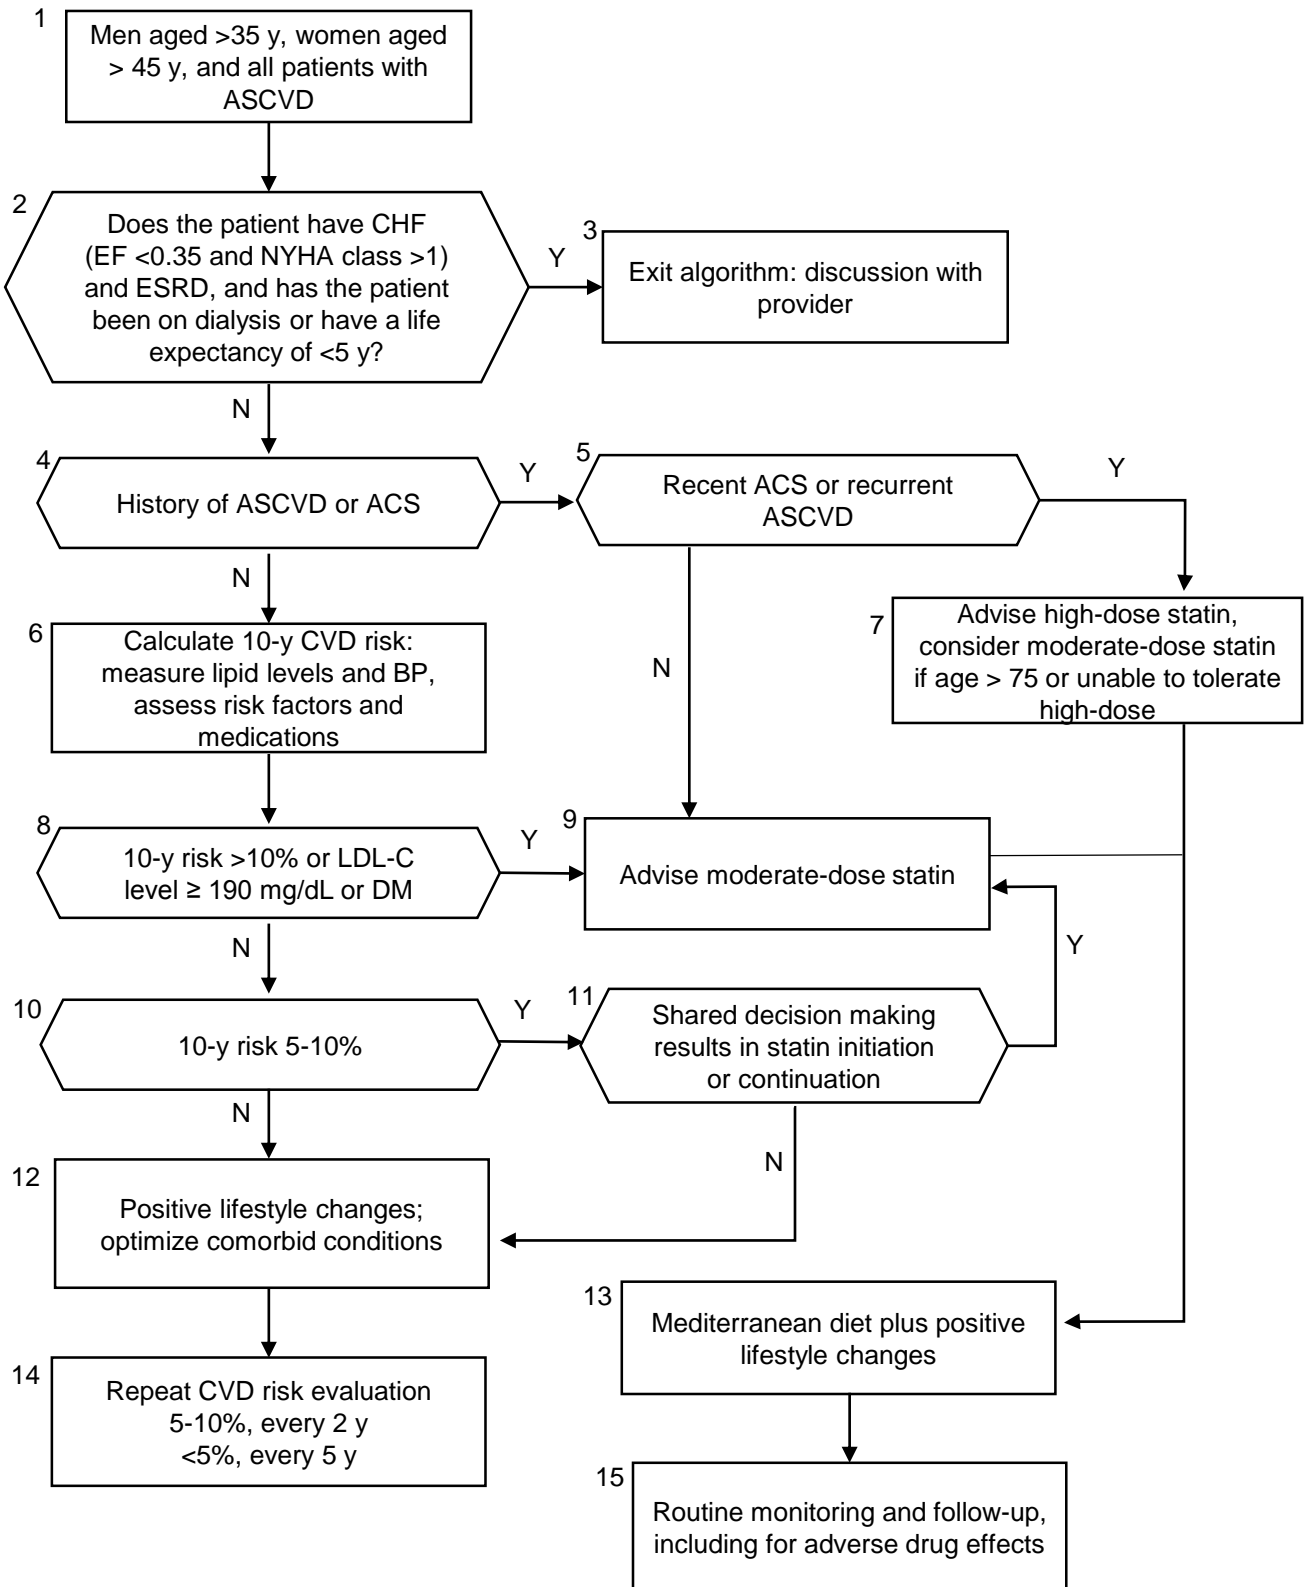 1
Men aged >35 y, women aged
> 45 y, and all patients with
ASCVD
2
Does the patient have CHF
(EF <0.35 and NYHA class >1)
and ESRD, and has the patient
been on dialysis or have a life
expectancy of <5 y?
Y
3
Exit algorithm: discussion with
provider
N
4
History of ASCVD or ACS
Y
5
Recent ACS or recurrent
ASCVD
Y
N
6
Calculate 10-y CVD risk:
measure lipid levels and BP,
assess risk factors and
medications
N
7
Advise high-dose statin,
consider moderate-dose statin
if age > 75 or unable to tolerate
high-dose
8
10-y risk >10% or LDL-C
level ≥ 190 mg/dL or DM
Y
9
Advise moderate-dose statin
N
Y
10
10-y risk 5-10%
Y
11
Shared decision making
results in statin initiation
or continuation
N
N
12
Positive lifestyle changes;
optimize comorbid conditions
13
Mediterranean diet plus positive
lifestyle changes
14
Repeat CVD risk evaluation
5-10%, every 2 y
<5%, every 5 y
15
Routine monitoring and follow-up,
including for adverse drug effects